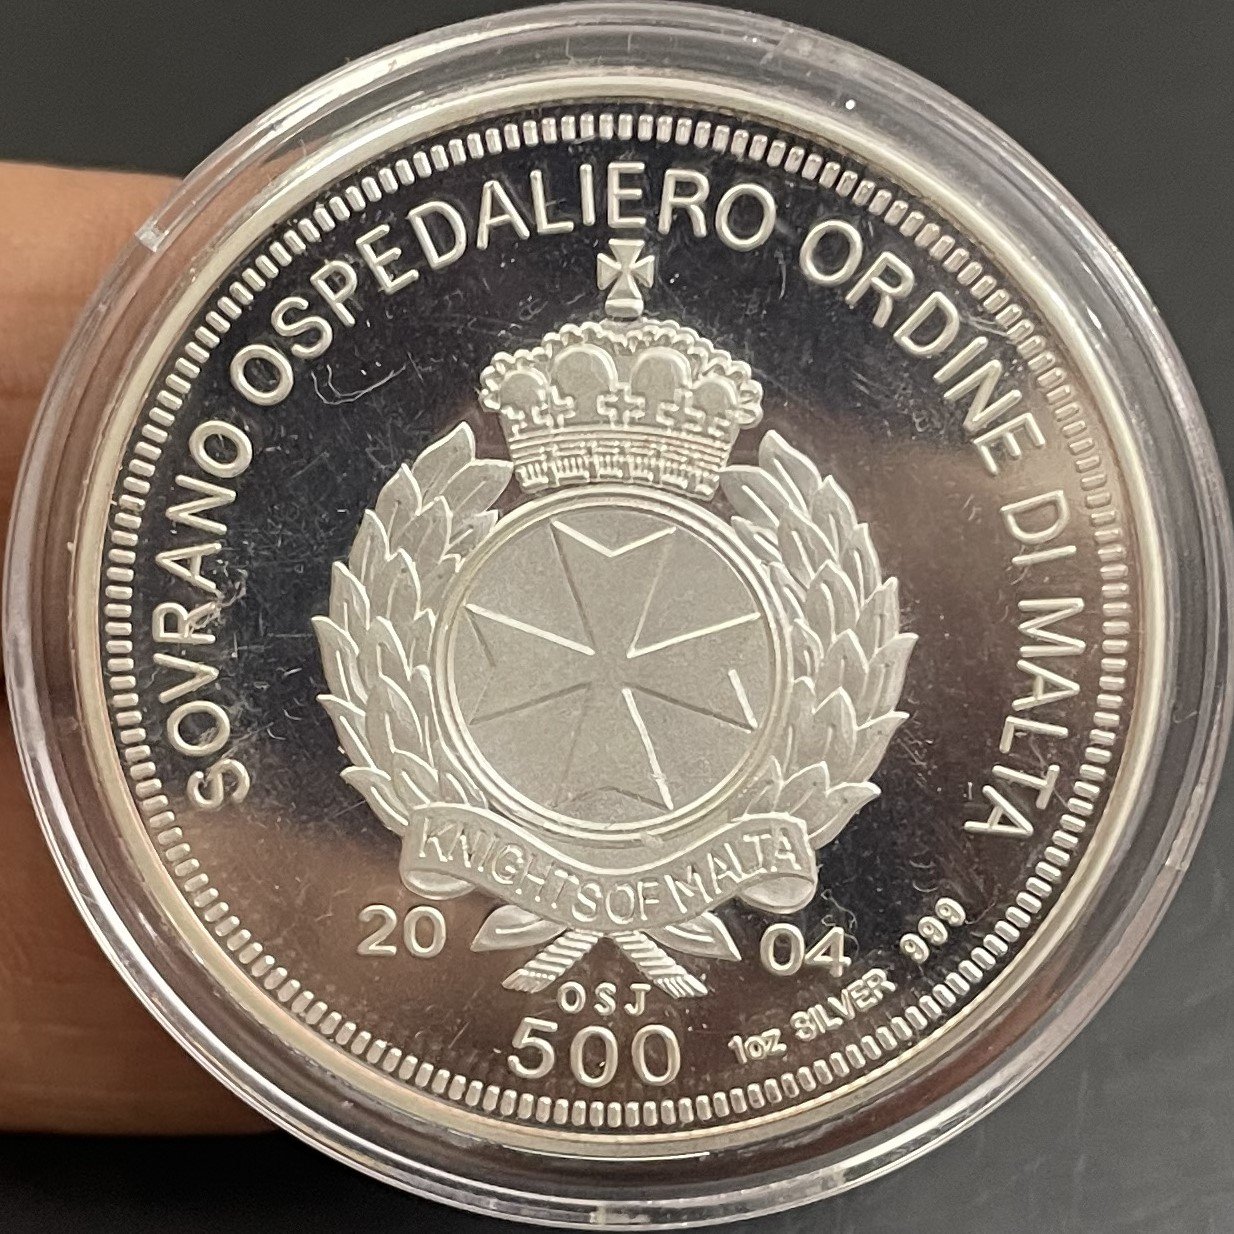 SOVRANO OSPEDALIERO ORDINE DI MALTA
KNIGHTS OF MALTA
20 04
OSJ
500
1oz SILVER 999